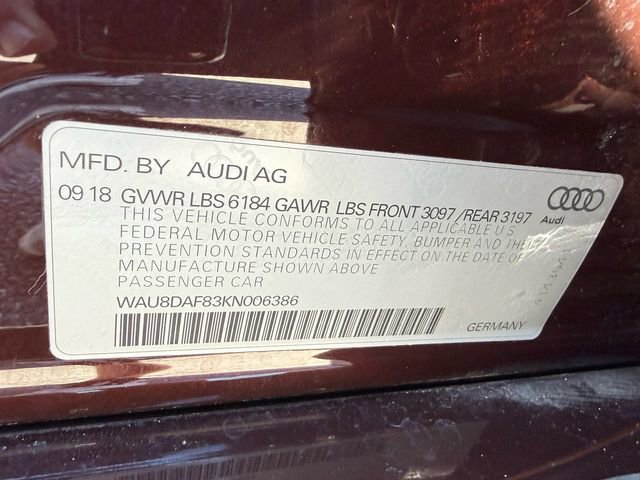 MFD. BY AUDI AG
09 18 GVWR LBS 6184 GAWR LBS FRONT 3097 /REAR 3197
Audi
THIS VEHICLE CONFORMS TO ALL APPLICABLE U S
FEDERAL MOTOR VEHICLE SAFETY, BUMPER AND THEFT
PREVENTION STANDARDS IN EFFECT ON THE DATE OF
MANUFACTURE SHOWN ABOVE
PASSENGER CAR
WAU8DAF83KN006386
GERMANY